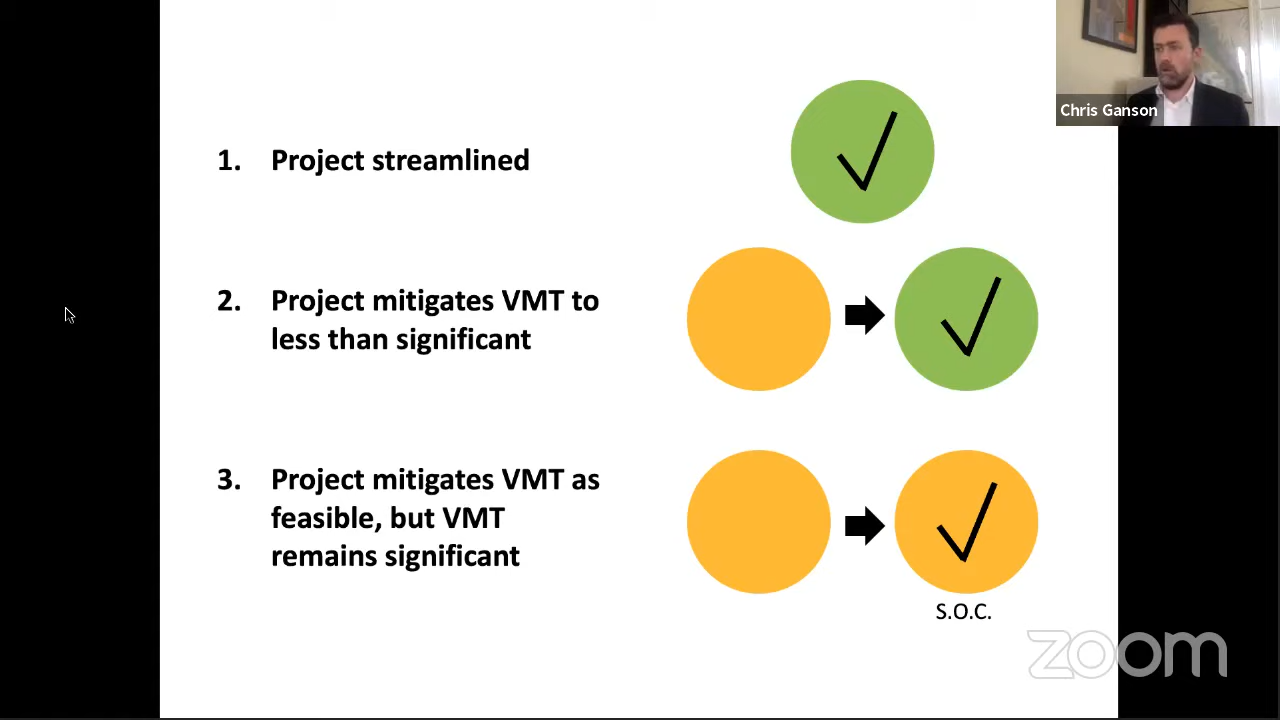 Chris Ganson
1. Project streamlined
2. Project mitigates VMT to
less than significant
3. Project mitigates VMT as
feasible, but VMT
remains significant
S.O.C.
zoom